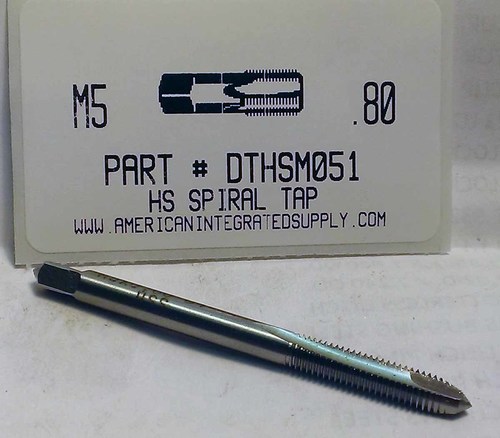 M5 .80
PART # DTHSM051
HS SPIRAL TAP
WWW.AMERICANINTEGRATEDSUPPLY.COM